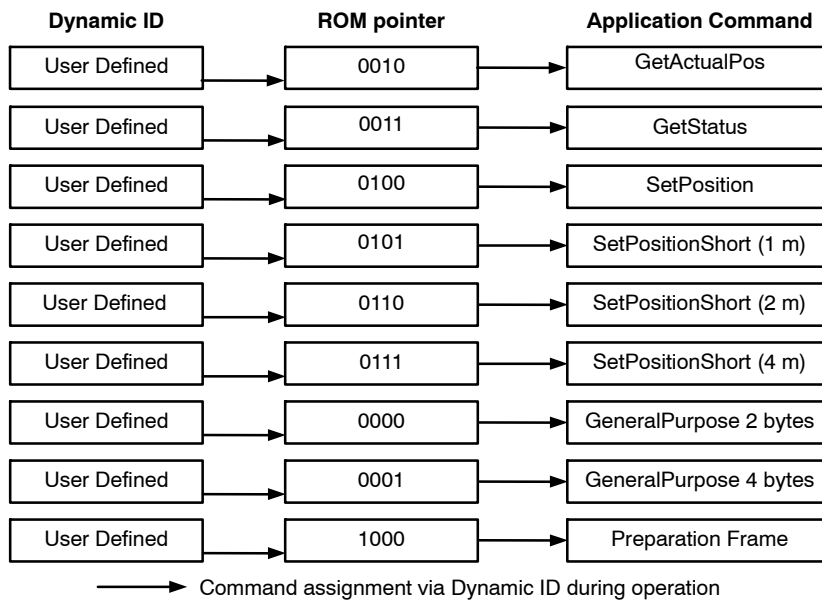 Dynamic ID ROM pointer Application Command
User Defined 0010 GetActualPos
User Defined 0011 GetStatus
User Defined 0100 SetPosition
User Defined 0101 SetPositionShort (1 m)
User Defined 0110 SetPositionShort (2 m)
User Defined 0111 SetPositionShort (4 m)
User Defined 0000 GeneralPurpose 2 bytes
User Defined 0001 GeneralPurpose 4 bytes
User Defined 1000 Preparation Frame
Command assignment via Dynamic ID during operation